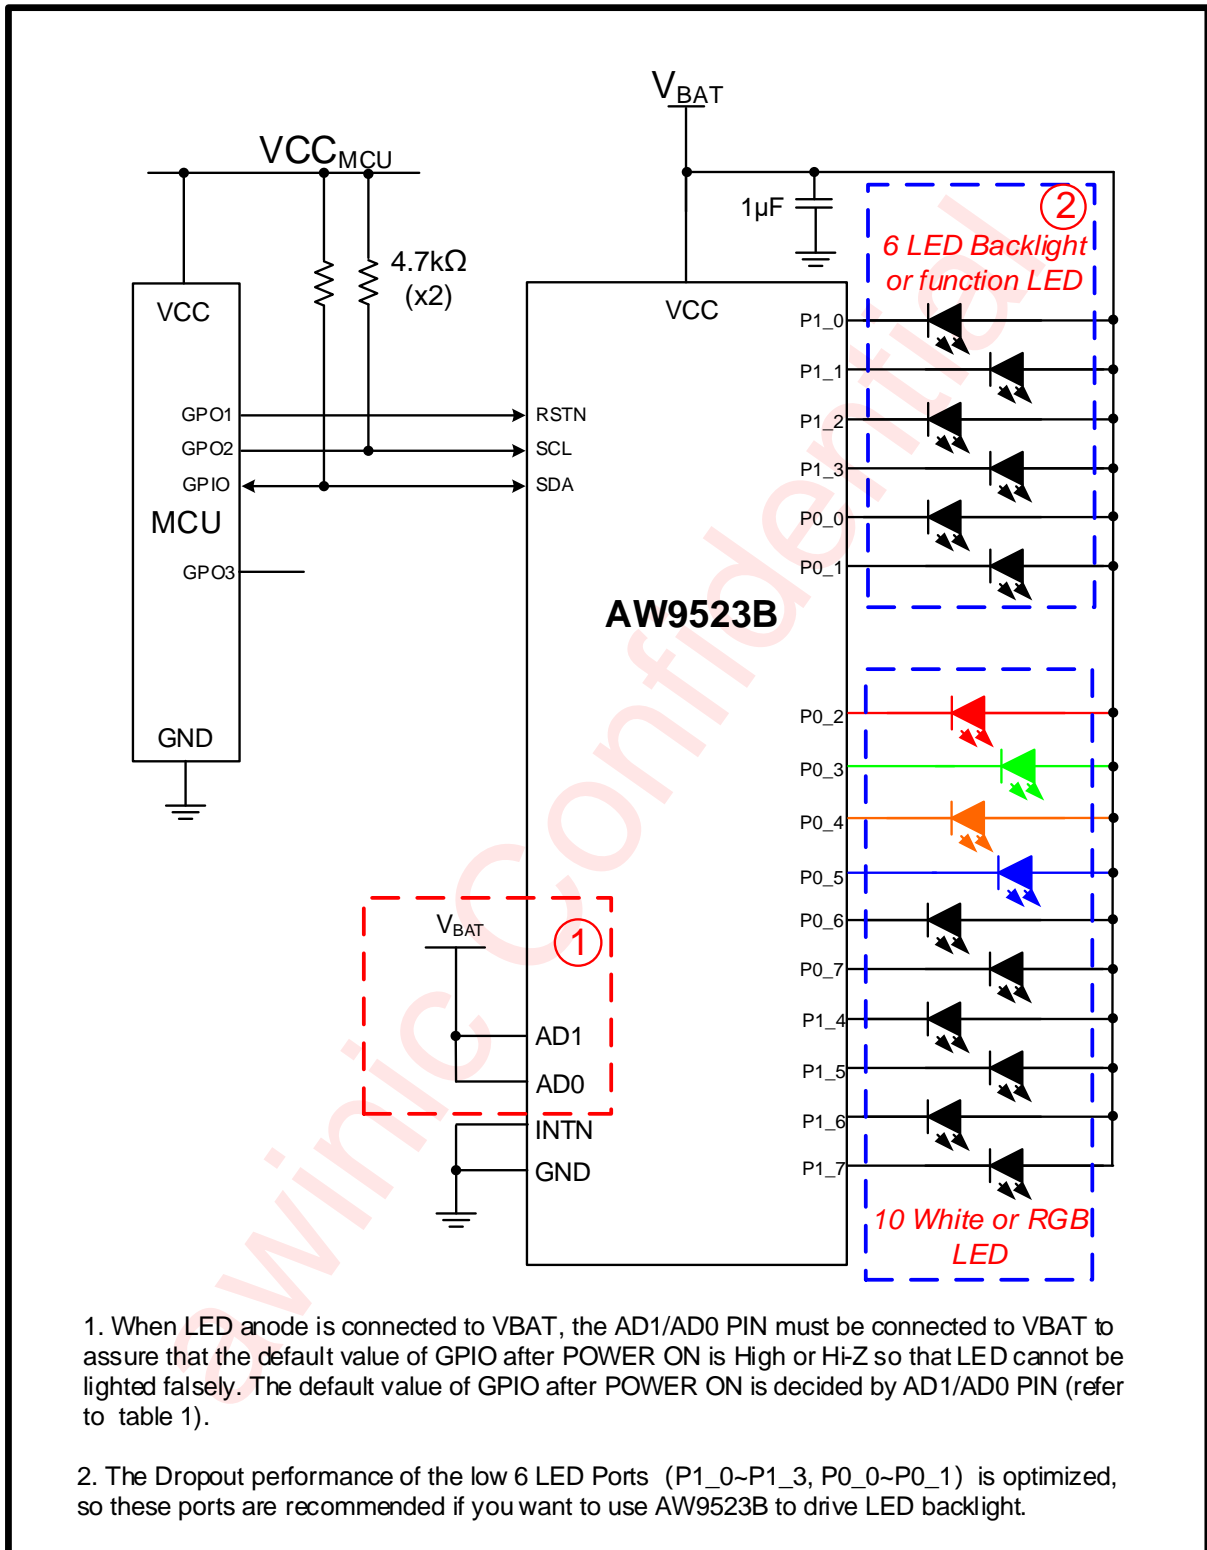 V_BAT
VCC_MCU
1µF
②
6 LED Backlight
or function LED
4.7kΩ
(x2)
VCC
VCC
P1_0
P1_1
P1_2
P1_3
P0_0
P0_1
GPO1
GPO2
GPIO
MCU
GPO3
GND
RSTN
SCL
SDA
AW9523B
P0_2
P0_3
P0_4
P0_5
P0_6
P0_7
P1_4
P1_5
P1_6
P1_7
V_BAT
①
AD1
AD0
INTN
GND
10 White or RGB
LED
awinic Confidential
1. When LED anode is connected to VBAT, the AD1/AD0 PIN must be connected to VBAT to
assure that the default value of GPIO after POWER ON is High or Hi-Z so that LED cannot be
lighted falsely. The default value of GPIO after POWER ON is decided by AD1/AD0 PIN (refer
to table 1).
2. The Dropout performance of the low 6 LED Ports (P1_0~P1_3, P0_0~P0_1) is optimized,
so these ports are recommended if you want to use AW9523B to drive LED backlight.